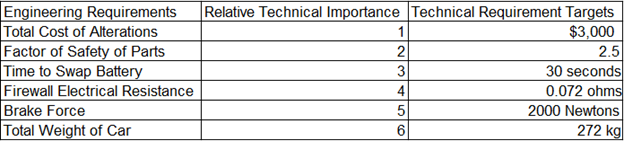 Engineering Requirements Relative Technical Importance Technical Requirement Targets
Total Cost of Alterations 1 $3,000
Factor of Safety of Parts 2 2.5
Time to Swap Battery 3 30 seconds
Firewall Electrical Resistance 4 0.072 ohms
Brake Force 5 2000 Newtons
Total Weight of Car 6 272 kg